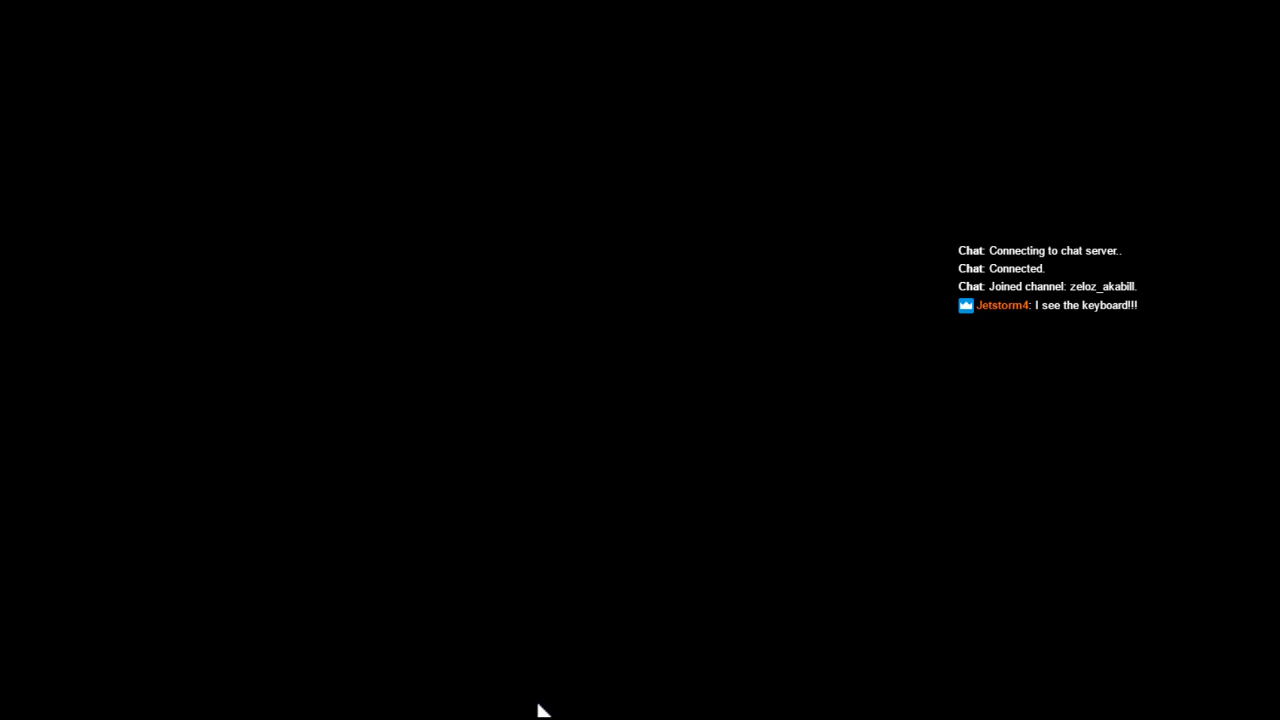 Chat: Connecting to chat server..
Chat: Connected.
Chat: Joined channel: zeloz_akabill.
Jetstorm4: I see the keyboard!!!